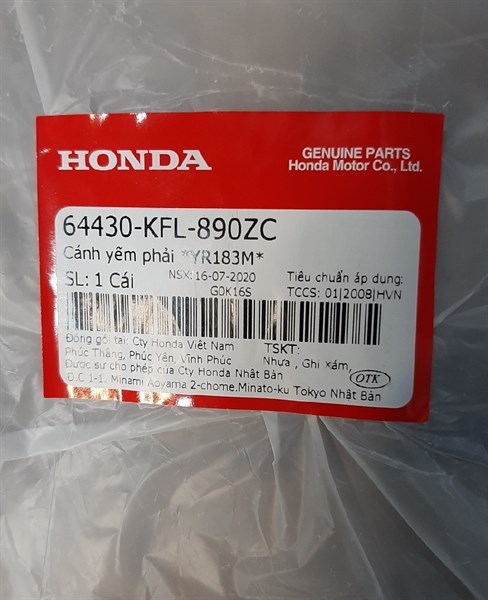 HONDA
GENUINE PARTS
Honda Motor Co., Ltd.
64430-KFL-890ZC
Cánh yếm phải *YR183M*
SL: 1 Cái
NSX: 16-07-2020
G0K16S
Tiêu chuẩn áp dụng:
TCCS: 01|2008|HVN
Đóng gói tại: Cty Honda Việt Nam
Phúc Thắng, Phúc Yên, Vĩnh Phúc
Được sự cho phép của Cty Honda Nhật Bản
Đ.C 1-1, Minami Aoyama 2-chome,Minato-ku Tokyo Nhật Bản
TSKT:
Nhựa , Ghi xám,
OTK